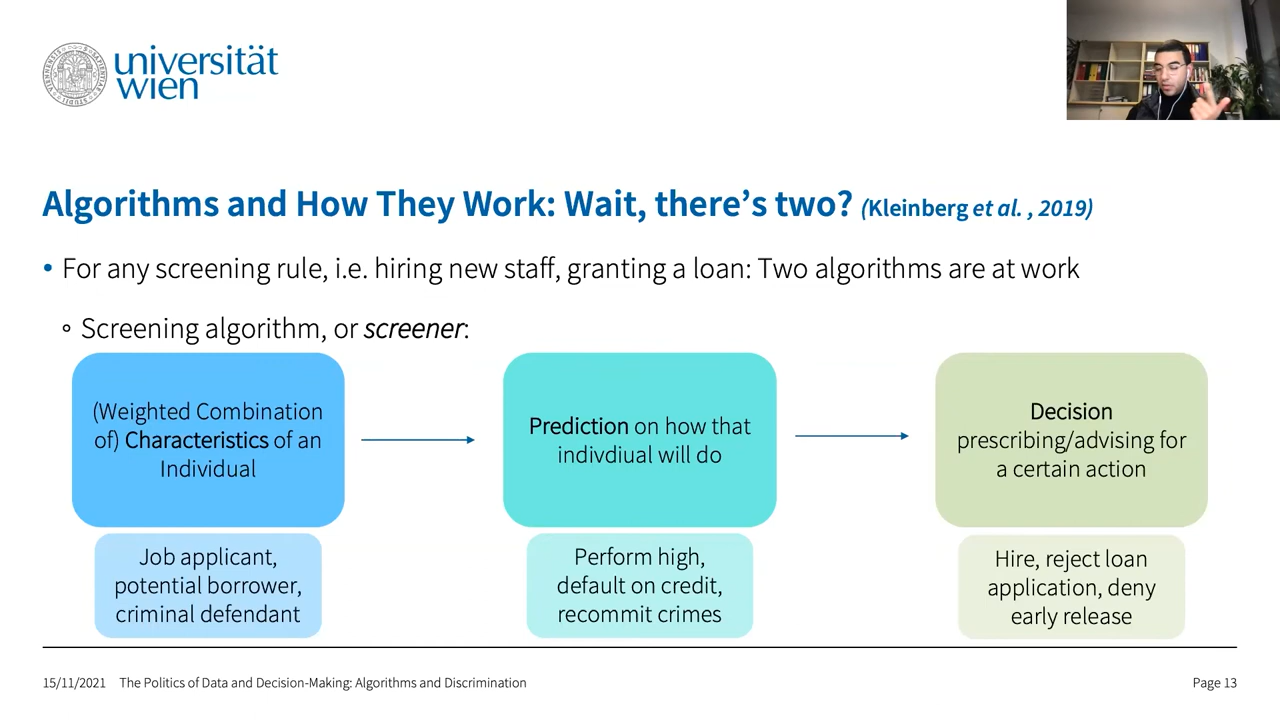 universität
wien
Algorithms and How They Work: Wait, there's two? (Kleinberg et al. , 2019)
• For any screening rule, i.e. hiring new staff, granting a loan: Two algorithms are at work
∘ Screening algorithm, or screener:
(Weighted Combination
of) Characteristics of an
Individual
Prediction on how that
indivdiual will do
Decision
prescribing/advising for
a certain action
Job applicant,
potential borrower,
criminal defendant
Perform high,
default on credit,
recommit crimes
Hire, reject loan
application, deny
early release
15/11/2021 The Politics of Data and Decision-Making: Algorithms and Discrimination Page 13